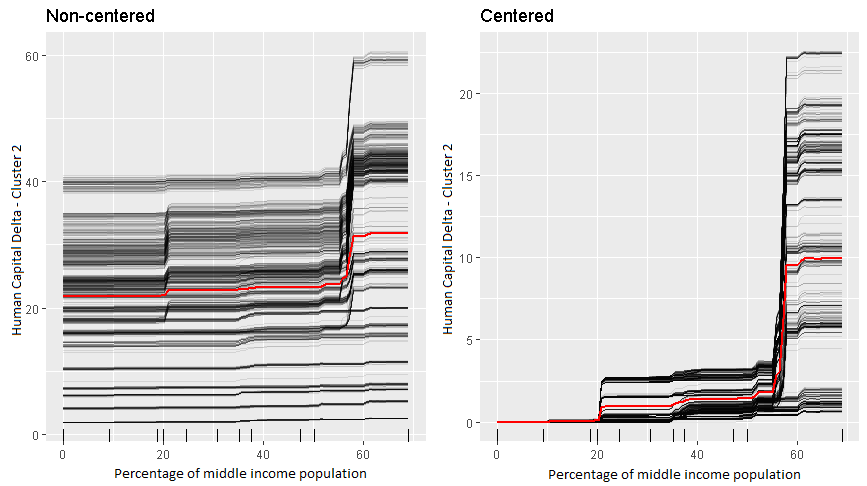 Non-centered
Human Capital Delta - Cluster 2
60
40
20
0
0
20
40
60
Percentage of middle income population
Centered
Human Capital Delta - Cluster 2
20
15
10
5
0
0
20
40
60
Percentage of middle income population